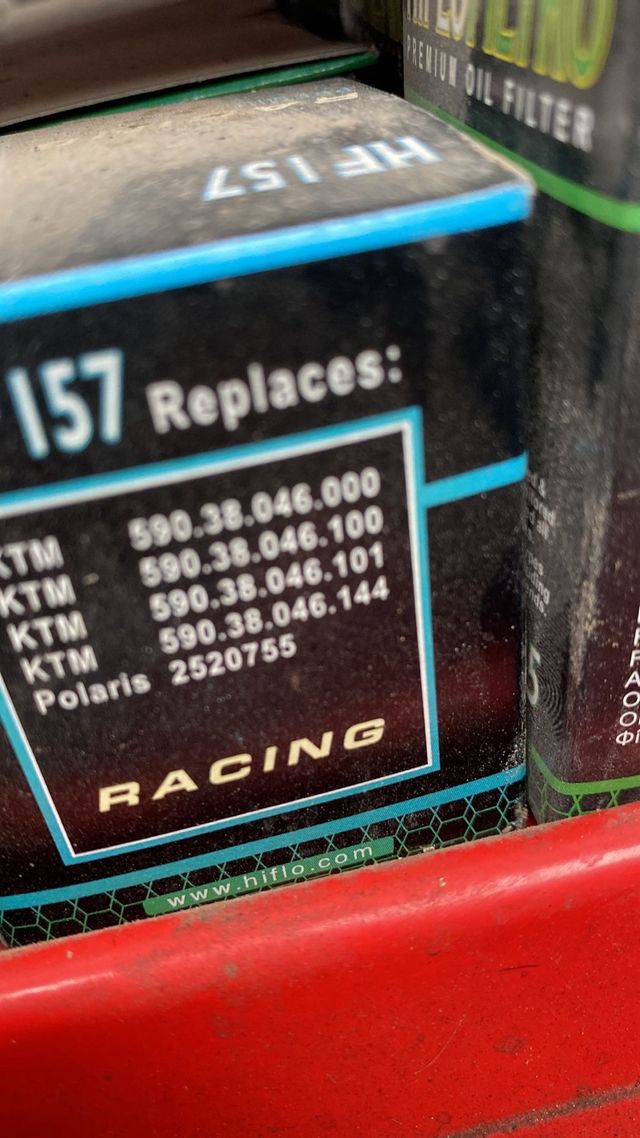 PREMIUM OIL FILTER
HF157
157 Replaces:
KTM 590.38.046.000
KTM 590.38.046.100
KTM 590.38.046.101
KTM 590.38.046.144
Polaris 2520755
RACING
www.hiflo.com